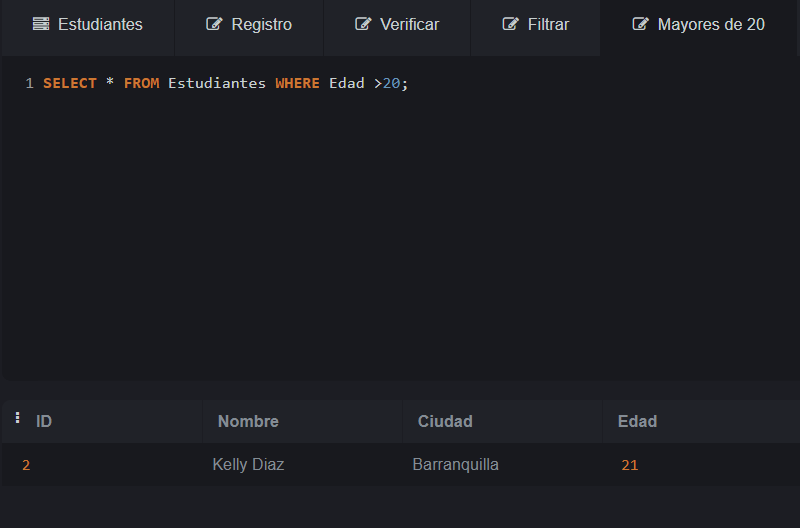 Estudiantes Registro Verificar Filtrar Mayores de 20
1 SELECT * FROM Estudiantes WHERE Edad >20;
ID Nombre Ciudad Edad
2 Kelly Diaz Barranquilla 21